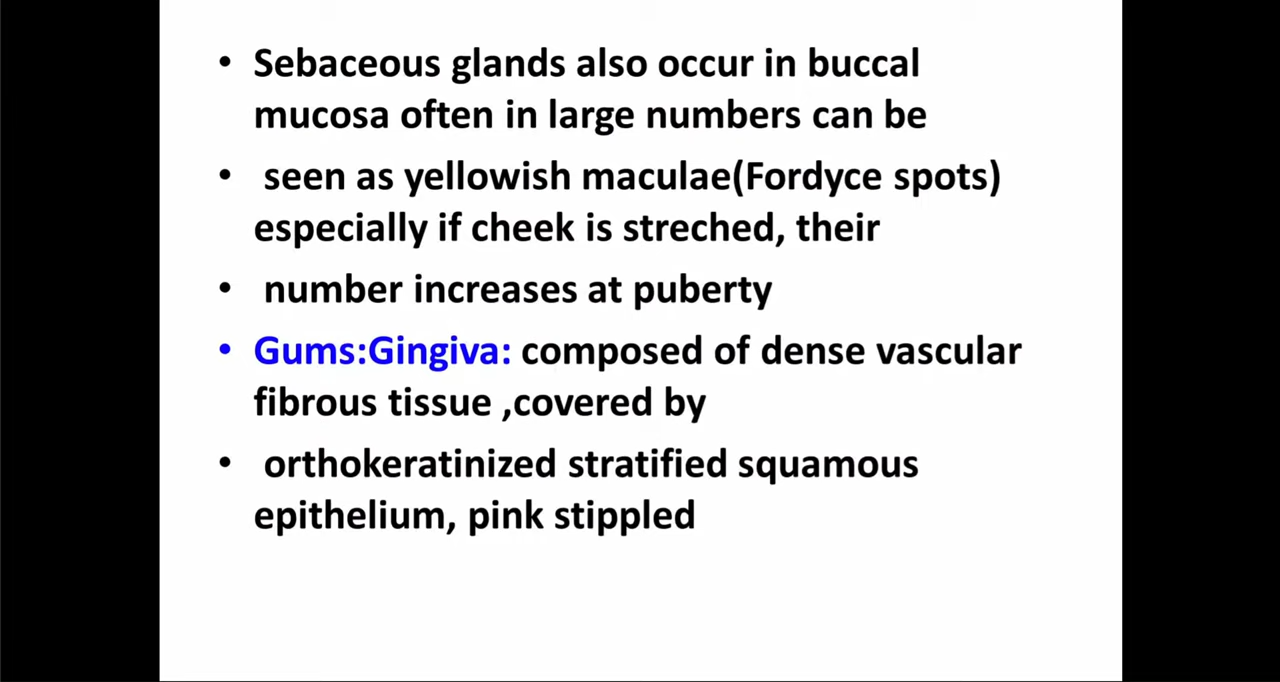 • Sebaceous glands also occur in buccal
mucosa often in large numbers can be
• seen as yellowish maculae(Fordyce spots)
especially if cheek is streched, their
• number increases at puberty
• Gums:Gingiva: composed of dense vascular
fibrous tissue ,covered by
• orthokeratinized stratified squamous
epithelium, pink stippled